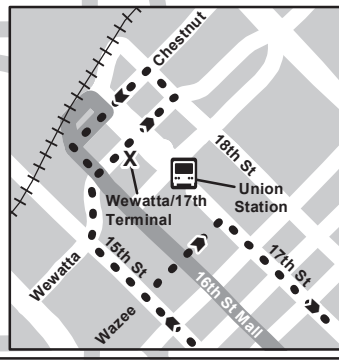 Chestnut
18th St
X
Wewatta/17th
Terminal
Union
Station
15th St
17th St
Wewatta
Wazee
16th St Mall